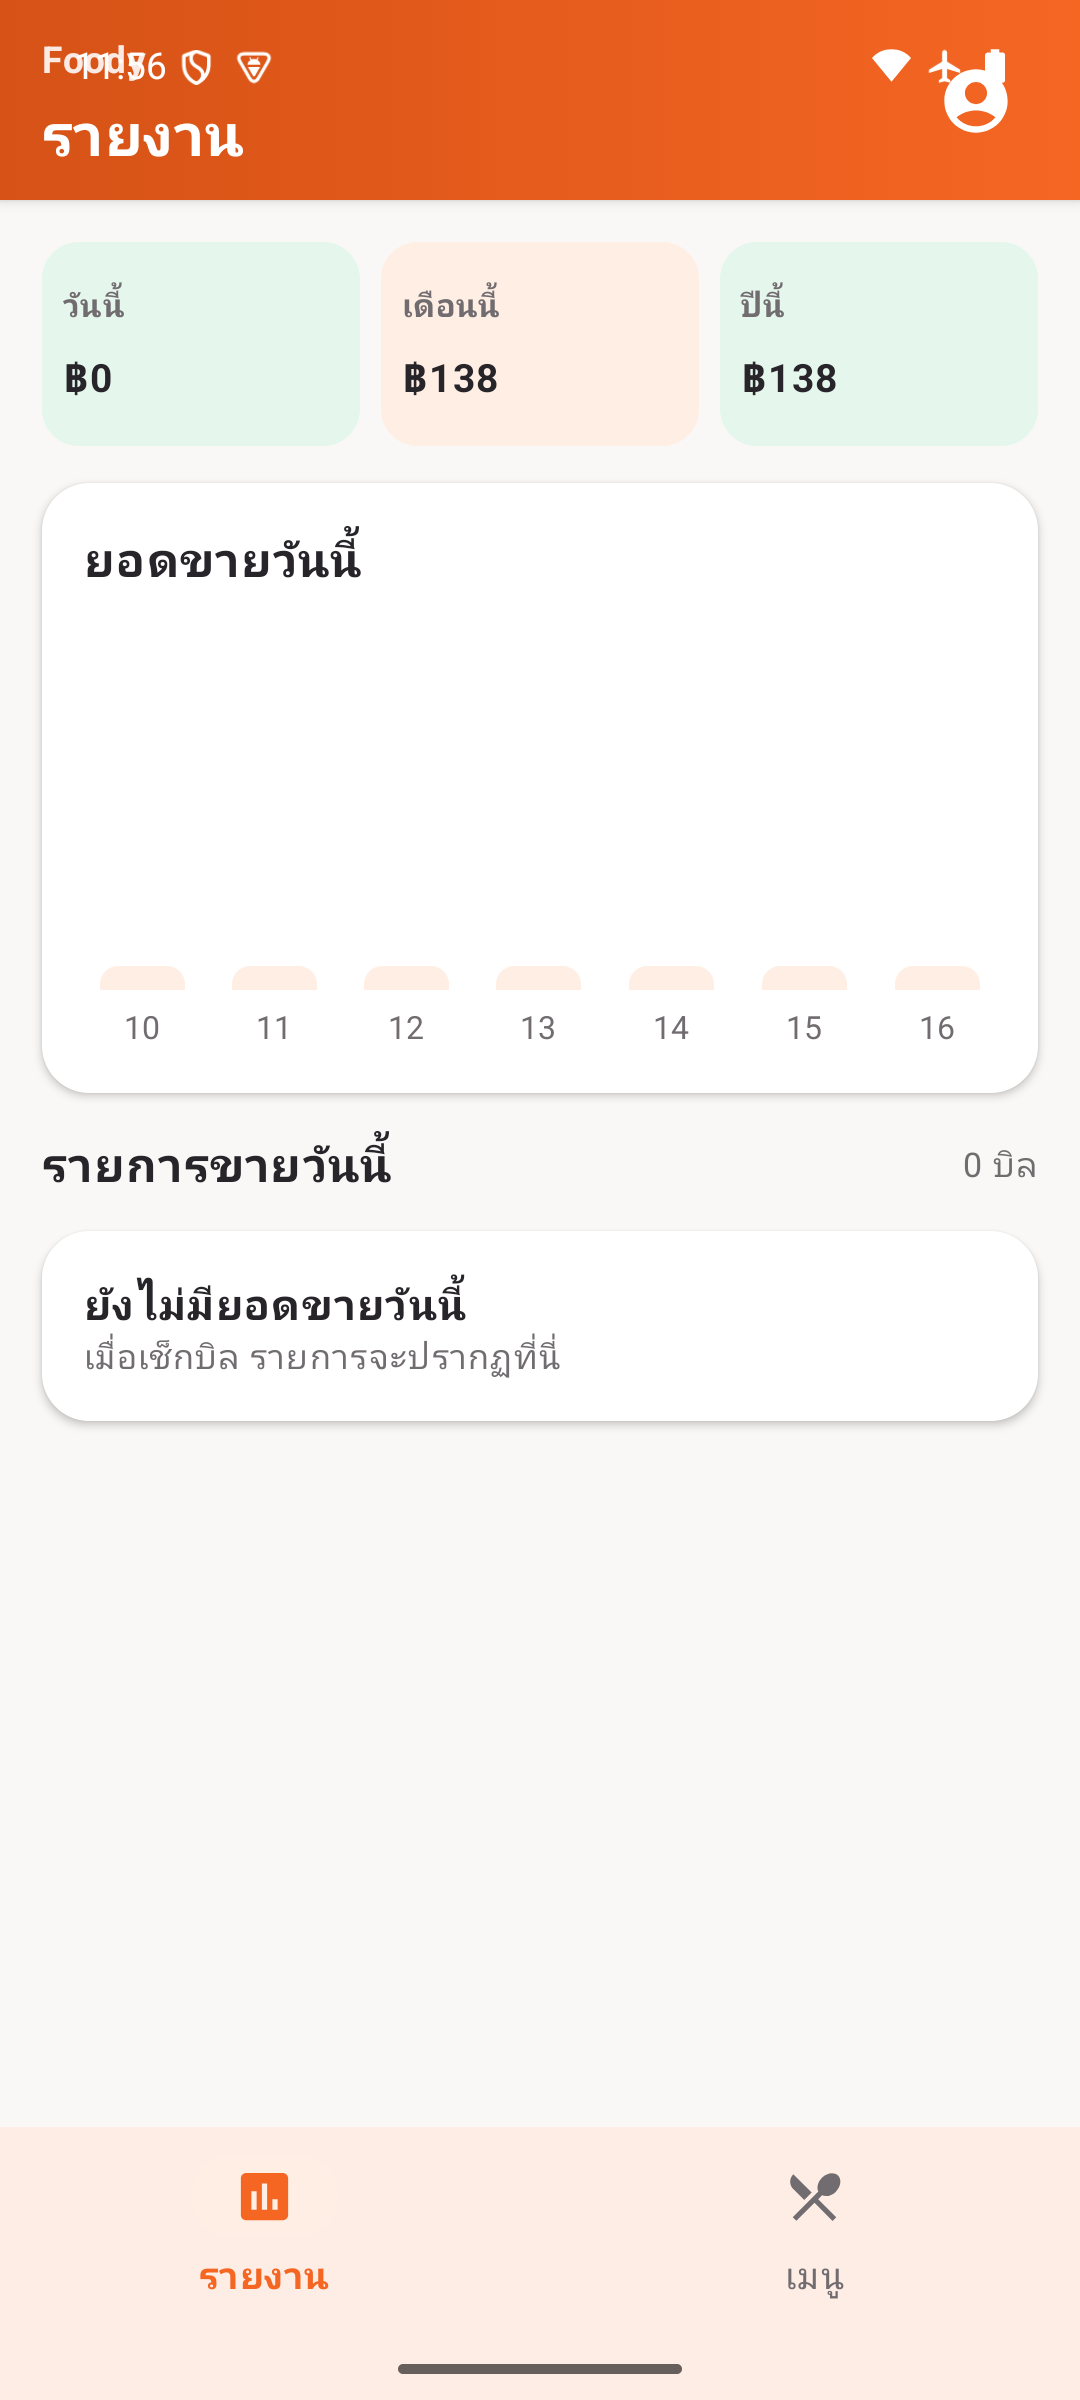 Foody
รายงาน
วันนี้
฿0
เดือนนี้
฿138
ปีนี้
฿138
ยอดขายวันนี้
10 11 12 13 14 15 16
รายการขายวันนี้ 0 บิล
ยังไม่มียอดขายวันนี้
เมื่อเช็กบิล รายการจะปรากฏที่นี่
รายงาน เมนู